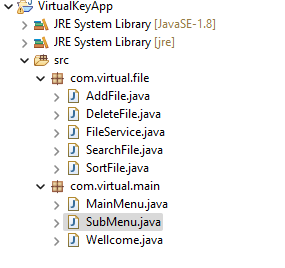 VirtualKeyApp
JRE System Library [JavaSE-1.8]
JRE System Library [jre]
src
com.virtual.file
AddFile.java
DeleteFile.java
FileService.java
SearchFile.java
SortFile.java
com.virtual.main
MainMenu.java
SubMenu.java
Wellcome.java